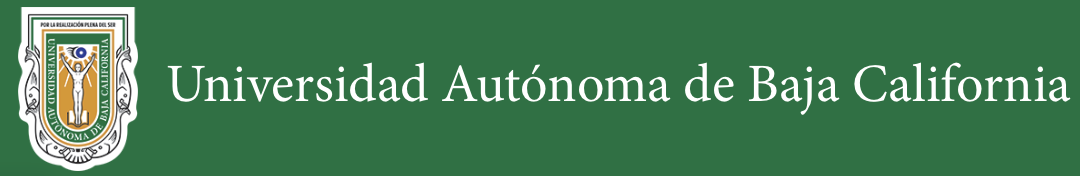 POR LA REALIZACIÓN PLENA DEL SER
UNIVERSIDAD AUTÓNOMA DE BAJA CALIFORNIA
Universidad Autónoma de Baja California